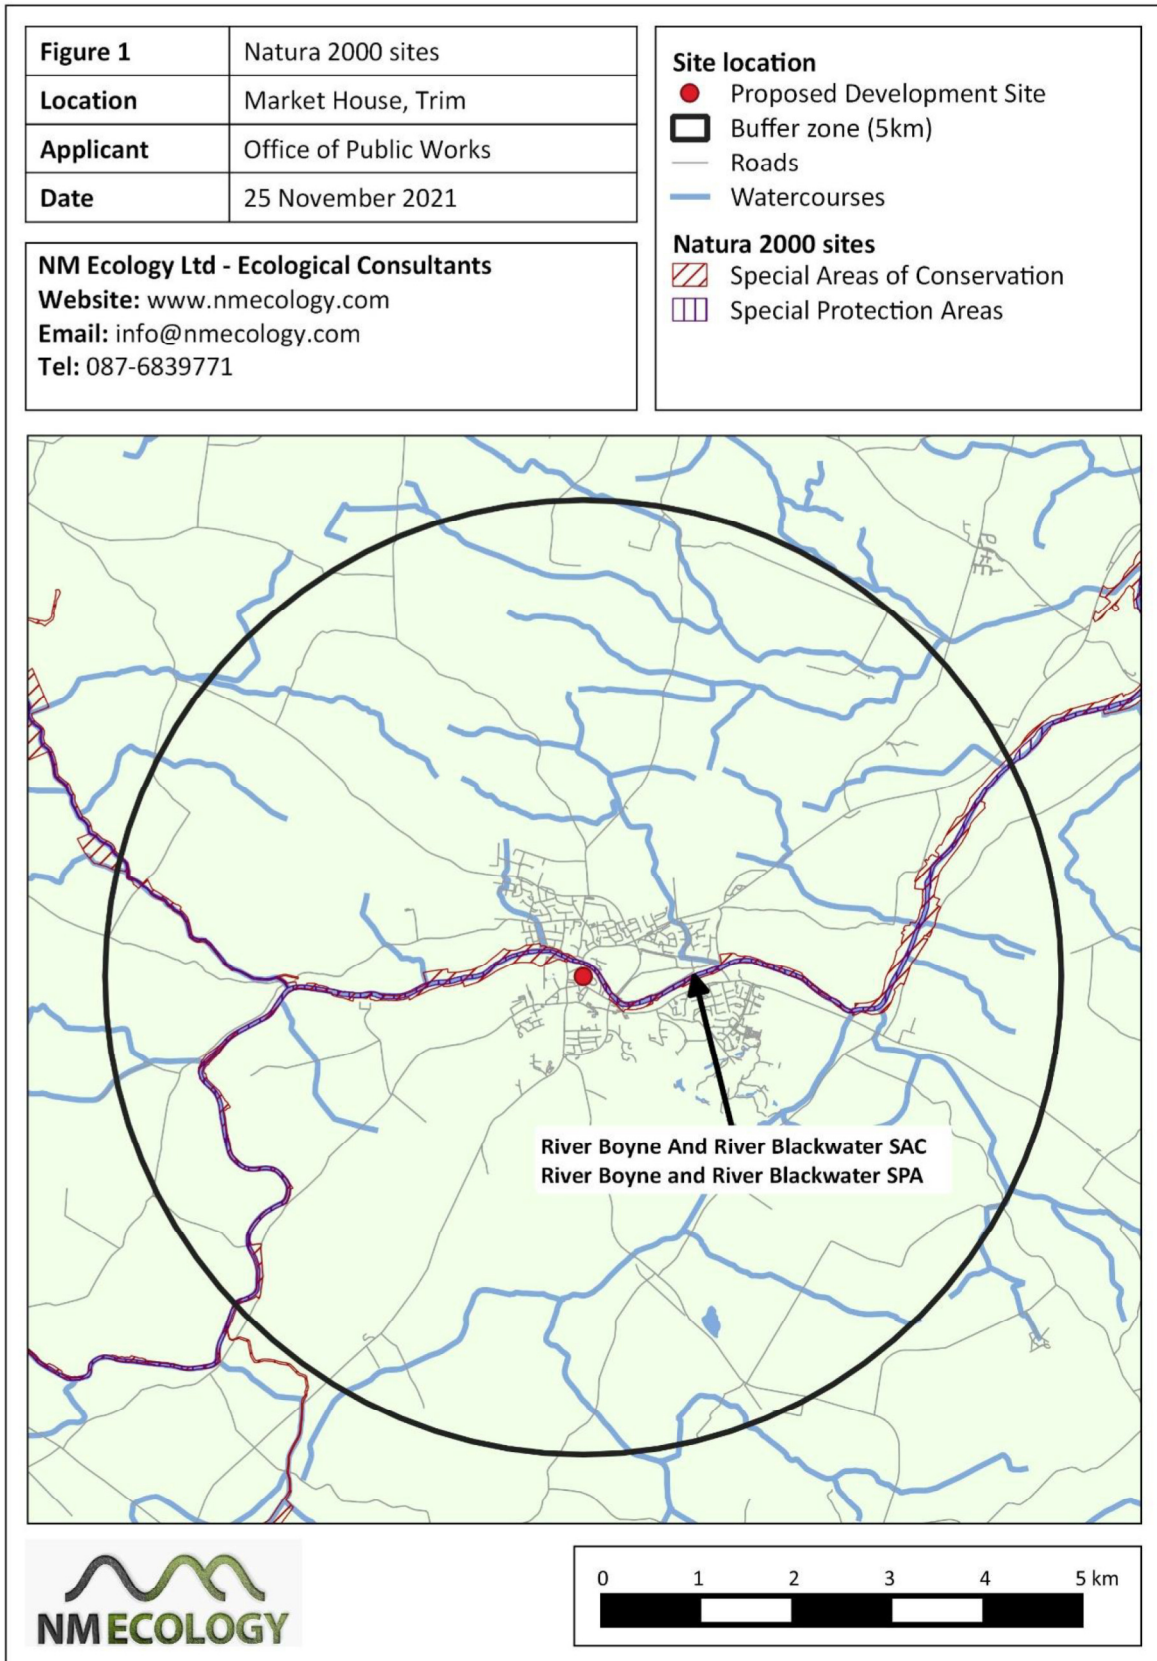 Figure 1 Natura 2000 sites
Location Market House, Trim
Applicant Office of Public Works
Date 25 November 2021
NM Ecology Ltd - Ecological Consultants
Website: www.nmecology.com
Email: info@nmecology.com
Tel: 087-6839771
Site location
Proposed Development Site
Buffer zone (5km)
Roads
Watercourses
Natura 2000 sites
Special Areas of Conservation
Special Protection Areas
River Boyne And River Blackwater SAC
River Boyne and River Blackwater SPA
NMECOLOGY
0 1 2 3 4 5 km